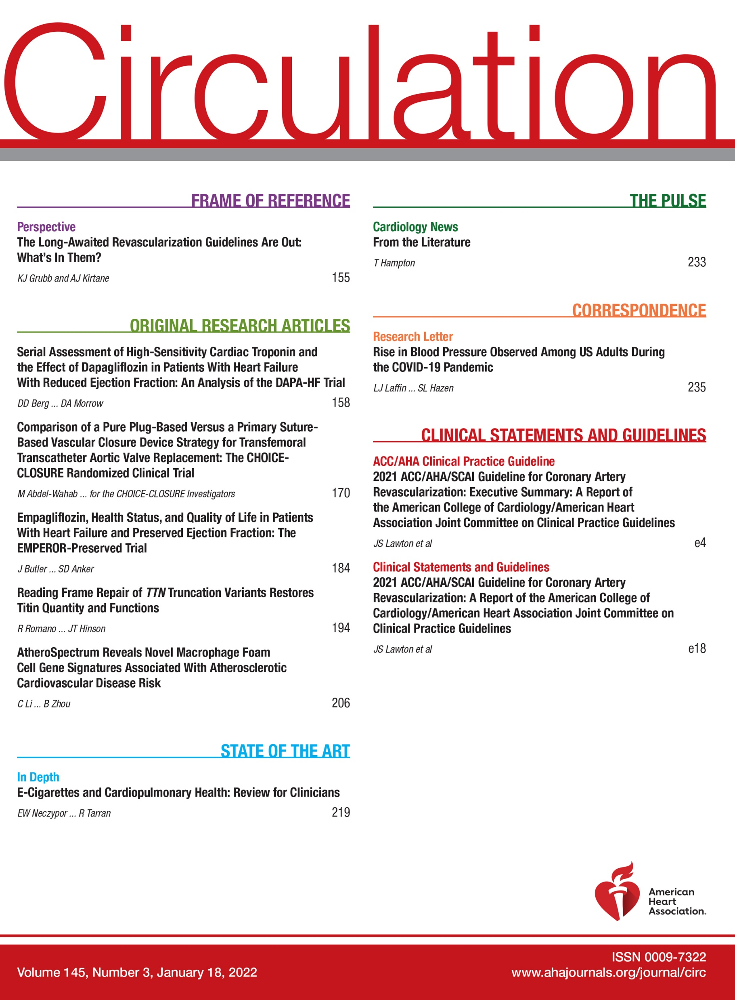 Circulation
FRAME OF REFERENCE
Perspective
The Long-Awaited Revascularization Guidelines Are Out:
What's In Them?
KJ Grubb and AJ Kirtane 155
ORIGINAL RESEARCH ARTICLES
Serial Assessment of High-Sensitivity Cardiac Troponin and
the Effect of Dapagliflozin in Patients With Heart Failure
With Reduced Ejection Fraction: An Analysis of the DAPA-HF Trial
DD Berg ... DA Morrow 158
Comparison of a Pure Plug-Based Versus a Primary Suture-
Based Vascular Closure Device Strategy for Transfemoral
Transcatheter Aortic Valve Replacement: The CHOICE-
CLOSURE Randomized Clinical Trial
M Abdel-Wahab ... for the CHOICE-CLOSURE Investigators 170
Empagliflozin, Health Status, and Quality of Life in Patients
With Heart Failure and Preserved Ejection Fraction: The
EMPEROR-Preserved Trial
J Butler ... SD Anker 184
Reading Frame Repair of TTN Truncation Variants Restores
Titin Quantity and Functions
R Romano ... JT Hinson 194
AtheroSpectrum Reveals Novel Macrophage Foam
Cell Gene Signatures Associated With Atherosclerotic
Cardiovascular Disease Risk
C Li ... B Zhou 206
STATE OF THE ART
In Depth
E-Cigarettes and Cardiopulmonary Health: Review for Clinicians
EW Neczypor ... R Tarran 219
THE PULSE
Cardiology News
From the Literature
T Hampton 233
CORRESPONDENCE
Research Letter
Rise in Blood Pressure Observed Among US Adults During
the COVID-19 Pandemic
LJ Laffin ... SL Hazen 235
CLINICAL STATEMENTS AND GUIDELINES
ACC/AHA Clinical Practice Guideline
2021 ACC/AHA/SCAI Guideline for Coronary Artery
Revascularization: Executive Summary: A Report of
the American College of Cardiology/American Heart
Association Joint Committee on Clinical Practice Guidelines
JS Lawton et al e4
Clinical Statements and Guidelines
2021 ACC/AHA/SCAI Guideline for Coronary Artery
Revascularization: A Report of the American College of
Cardiology/American Heart Association Joint Committee on
Clinical Practice Guidelines
JS Lawton et al e18
American
Heart
Association.
Volume 145, Number 3, January 18, 2022
ISSN 0009-7322
www.ahajournals.org/journal/circ